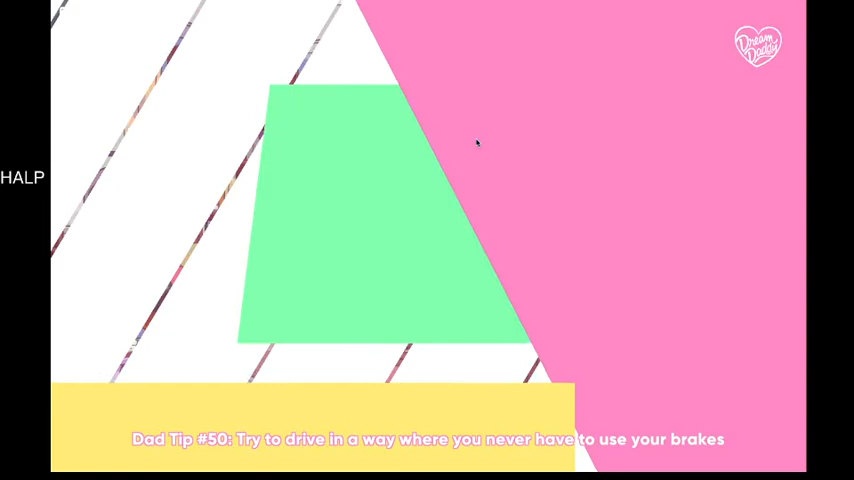 Dream
Daddy
HALP
Dad Tip #50: Try to drive in a way where you never have to use your brakes